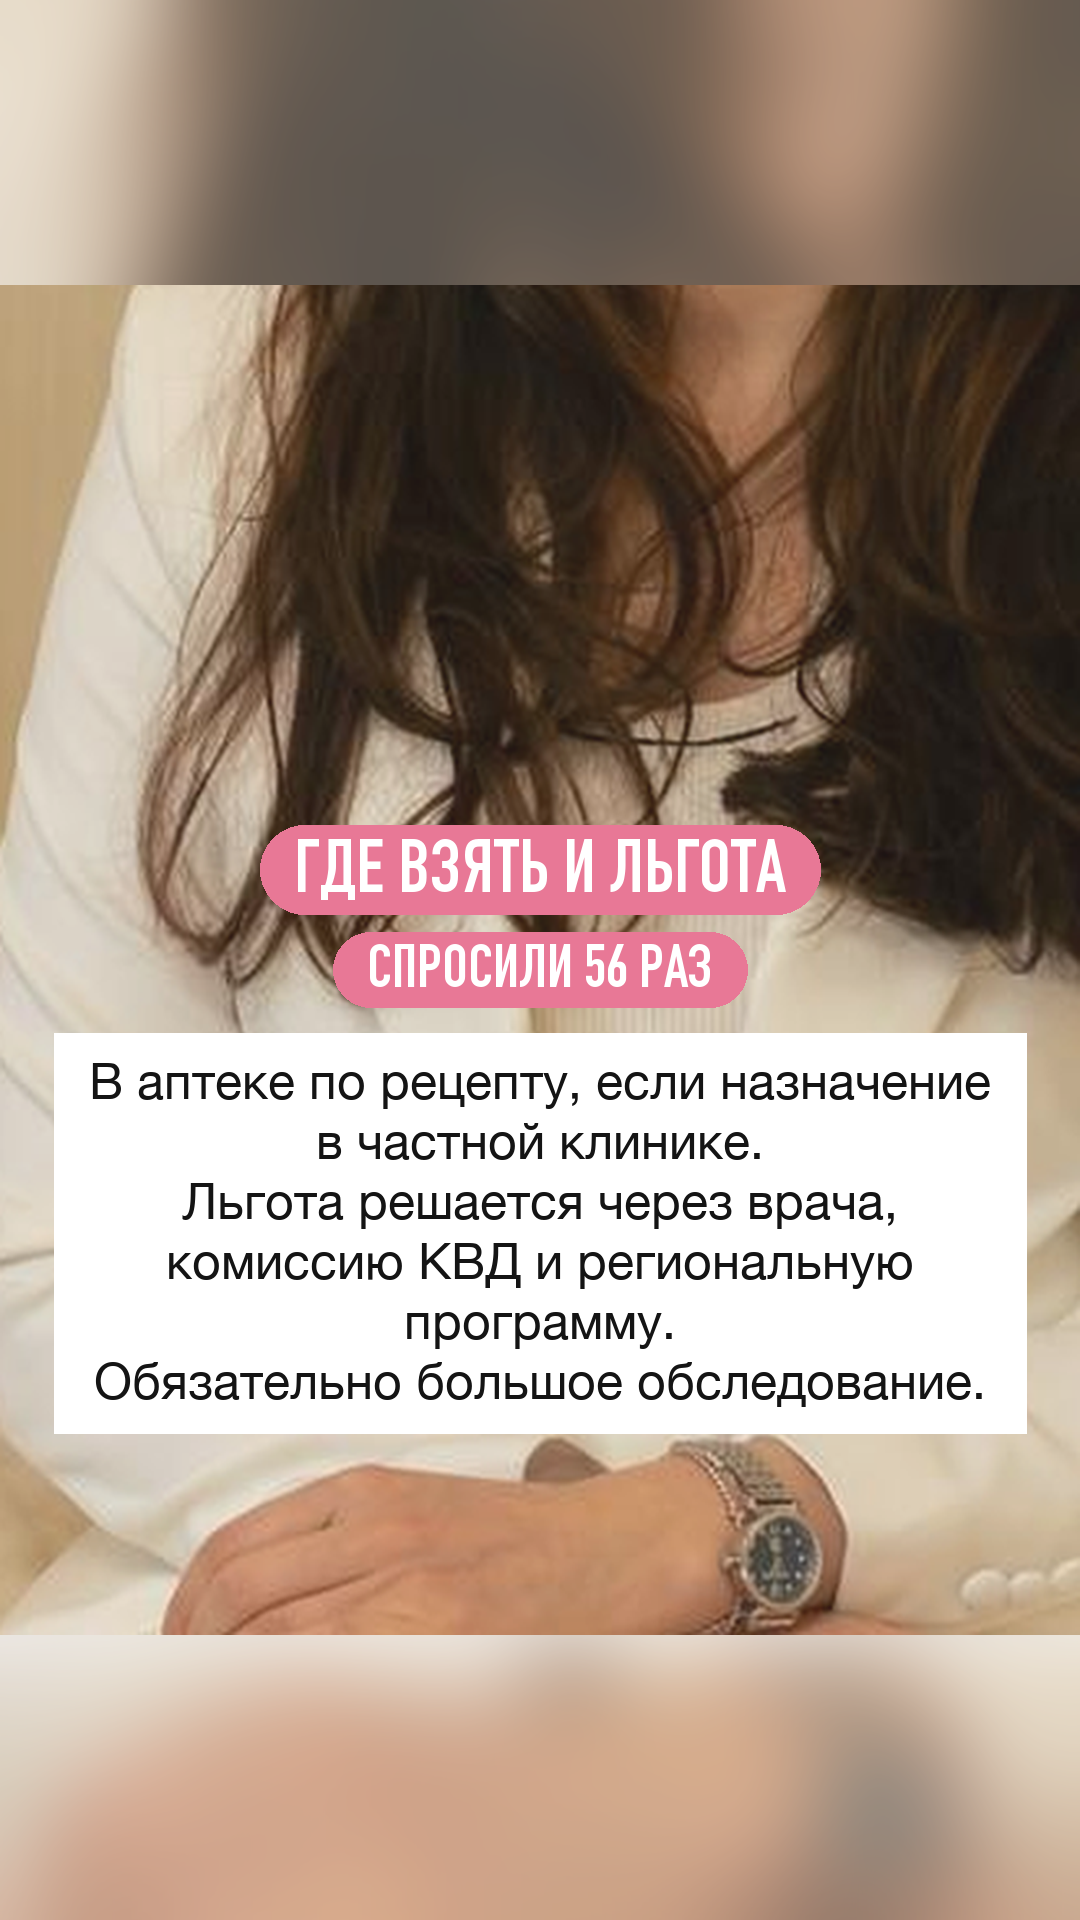 ГДЕ ВЗЯТЬ И ЛЬГОТА
СПРОСИЛИ 56 РАЗ
В аптеке по рецепту, если назначение
в частной клинике.
Льгота решается через врача,
комиссию КВД и региональную
программу.
Обязательно большое обследование.